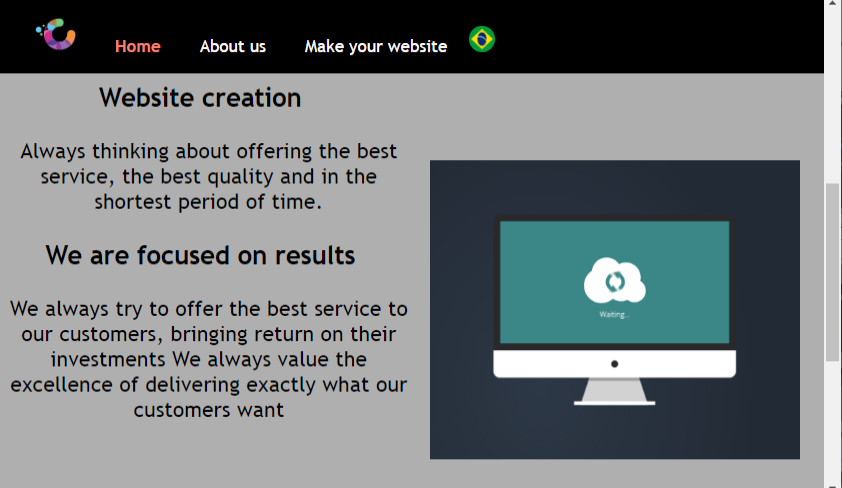 Home About us Make your website
Website creation
Always thinking about offering the best
service, the best quality and in the
shortest period of time.
We are focused on results
We always try to offer the best service to
our customers, bringing return on their
investments We always value the
excellence of delivering exactly what our
customers want
Waiting...